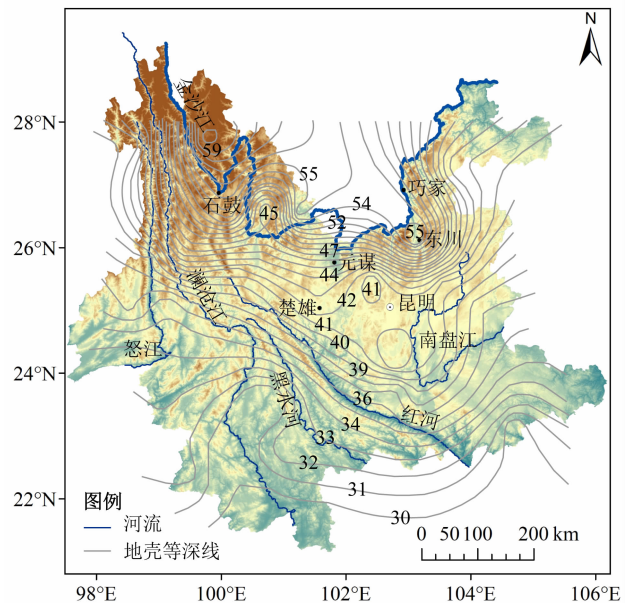 N
28°N
26°N
24°N
22°N
金沙江
59
石鼓
45
55
54
52
47
44
元谋
巧家
55
东川
41
42
昆明
楚雄
41
40
南盘江
澜沧江
怒江
39
黑水河
36
红河
34
33
32
31
30
图例
河流
地壳等深线
0 50 100 200 km
98°E 100°E 102°E 104°E 106°E